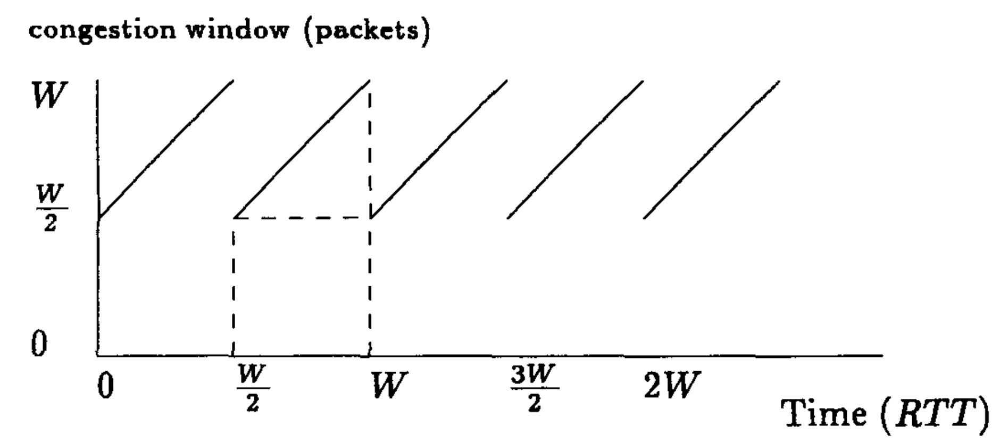 congestion window (packets)
W
W/2
0
0 W/2 W 3W/2 2W
Time (RTT)